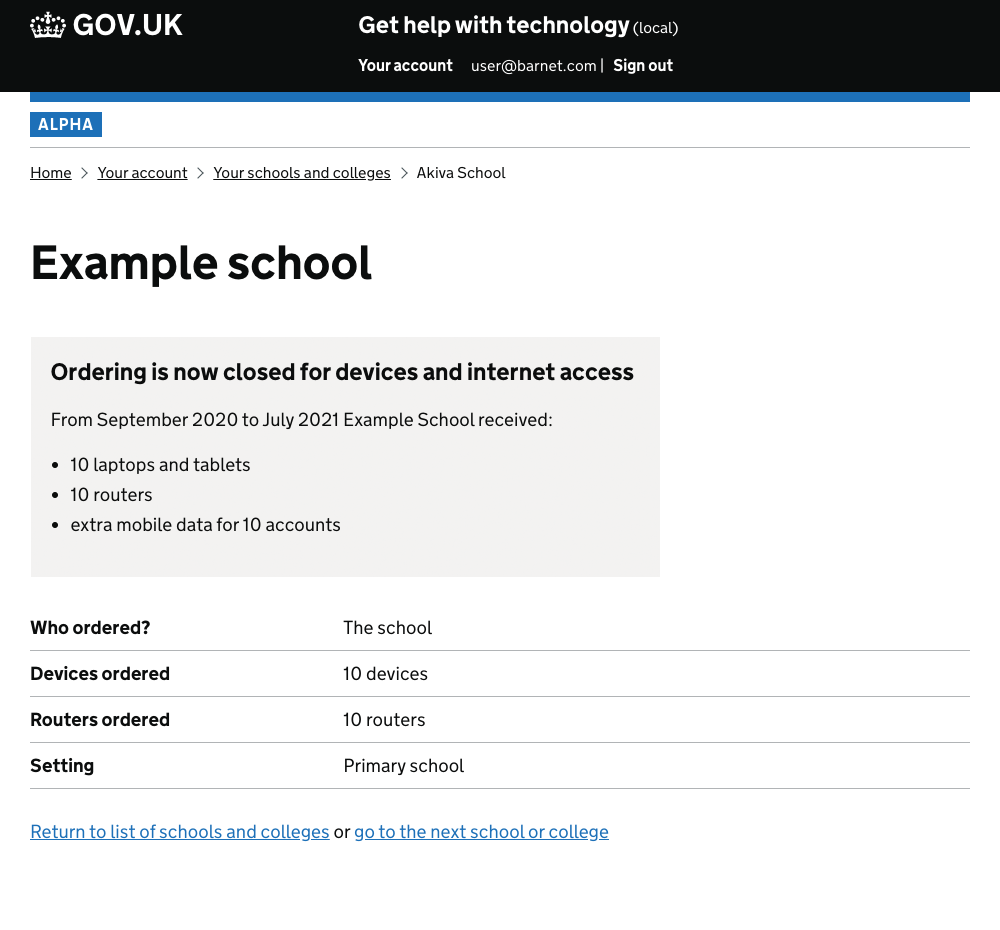 GOV.UK
Get help with technology (local)
Your account user@barnet.com | Sign out
ALPHA
Home > Your account > Your schools and colleges > Akiva School
Example school
Ordering is now closed for devices and internet access
From September 2020 to July 2021 Example School received:
• 10 laptops and tablets
• 10 routers
• extra mobile data for 10 accounts
Who ordered? The school
Devices ordered 10 devices
Routers ordered 10 routers
Setting Primary school
Return to list of schools and colleges or go to the next school or college